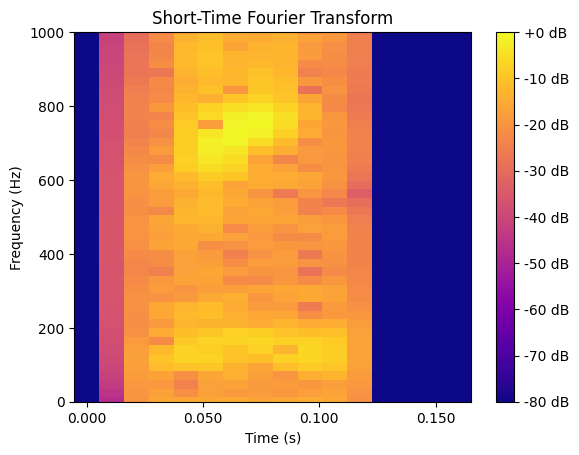 Short-Time Fourier Transform
1000
800
600
400
200
0
Frequency (Hz)
0.000
0.050
0.100
0.150
Time (s)
+0 dB
-10 dB
-20 dB
-30 dB
-40 dB
-50 dB
-60 dB
-70 dB
-80 dB